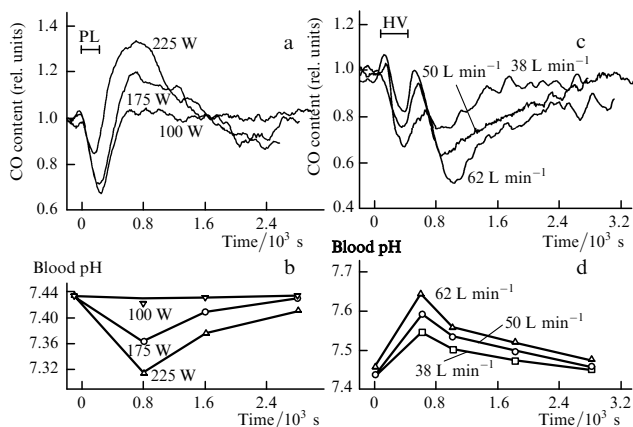 CO content (rel. units)
1.4
1.2
1.0
0.8
0.6
PL
225 W
175 W
100 W
a
0
0.8
1.6
2.4
Time/10³ s
CO content (rel. units)
1.2
1.0
0.8
0.6
0.4
HV
c
50 L min⁻¹
38 L min⁻¹
62 L min⁻¹
0
0.8
1.6
2.4
3.2
Time/10³ s
Blood pH
b
7.44
7.40
7.36
7.32
100 W
175 W
225 W
0
0.8
1.6
2.4
Time/10³ s
Blood pH
d
7.7
7.6
7.5
7.4
62 L min⁻¹
50 L min⁻¹
38 L min⁻¹
0
0.8
1.6
2.4
3.2
Time/10³ s